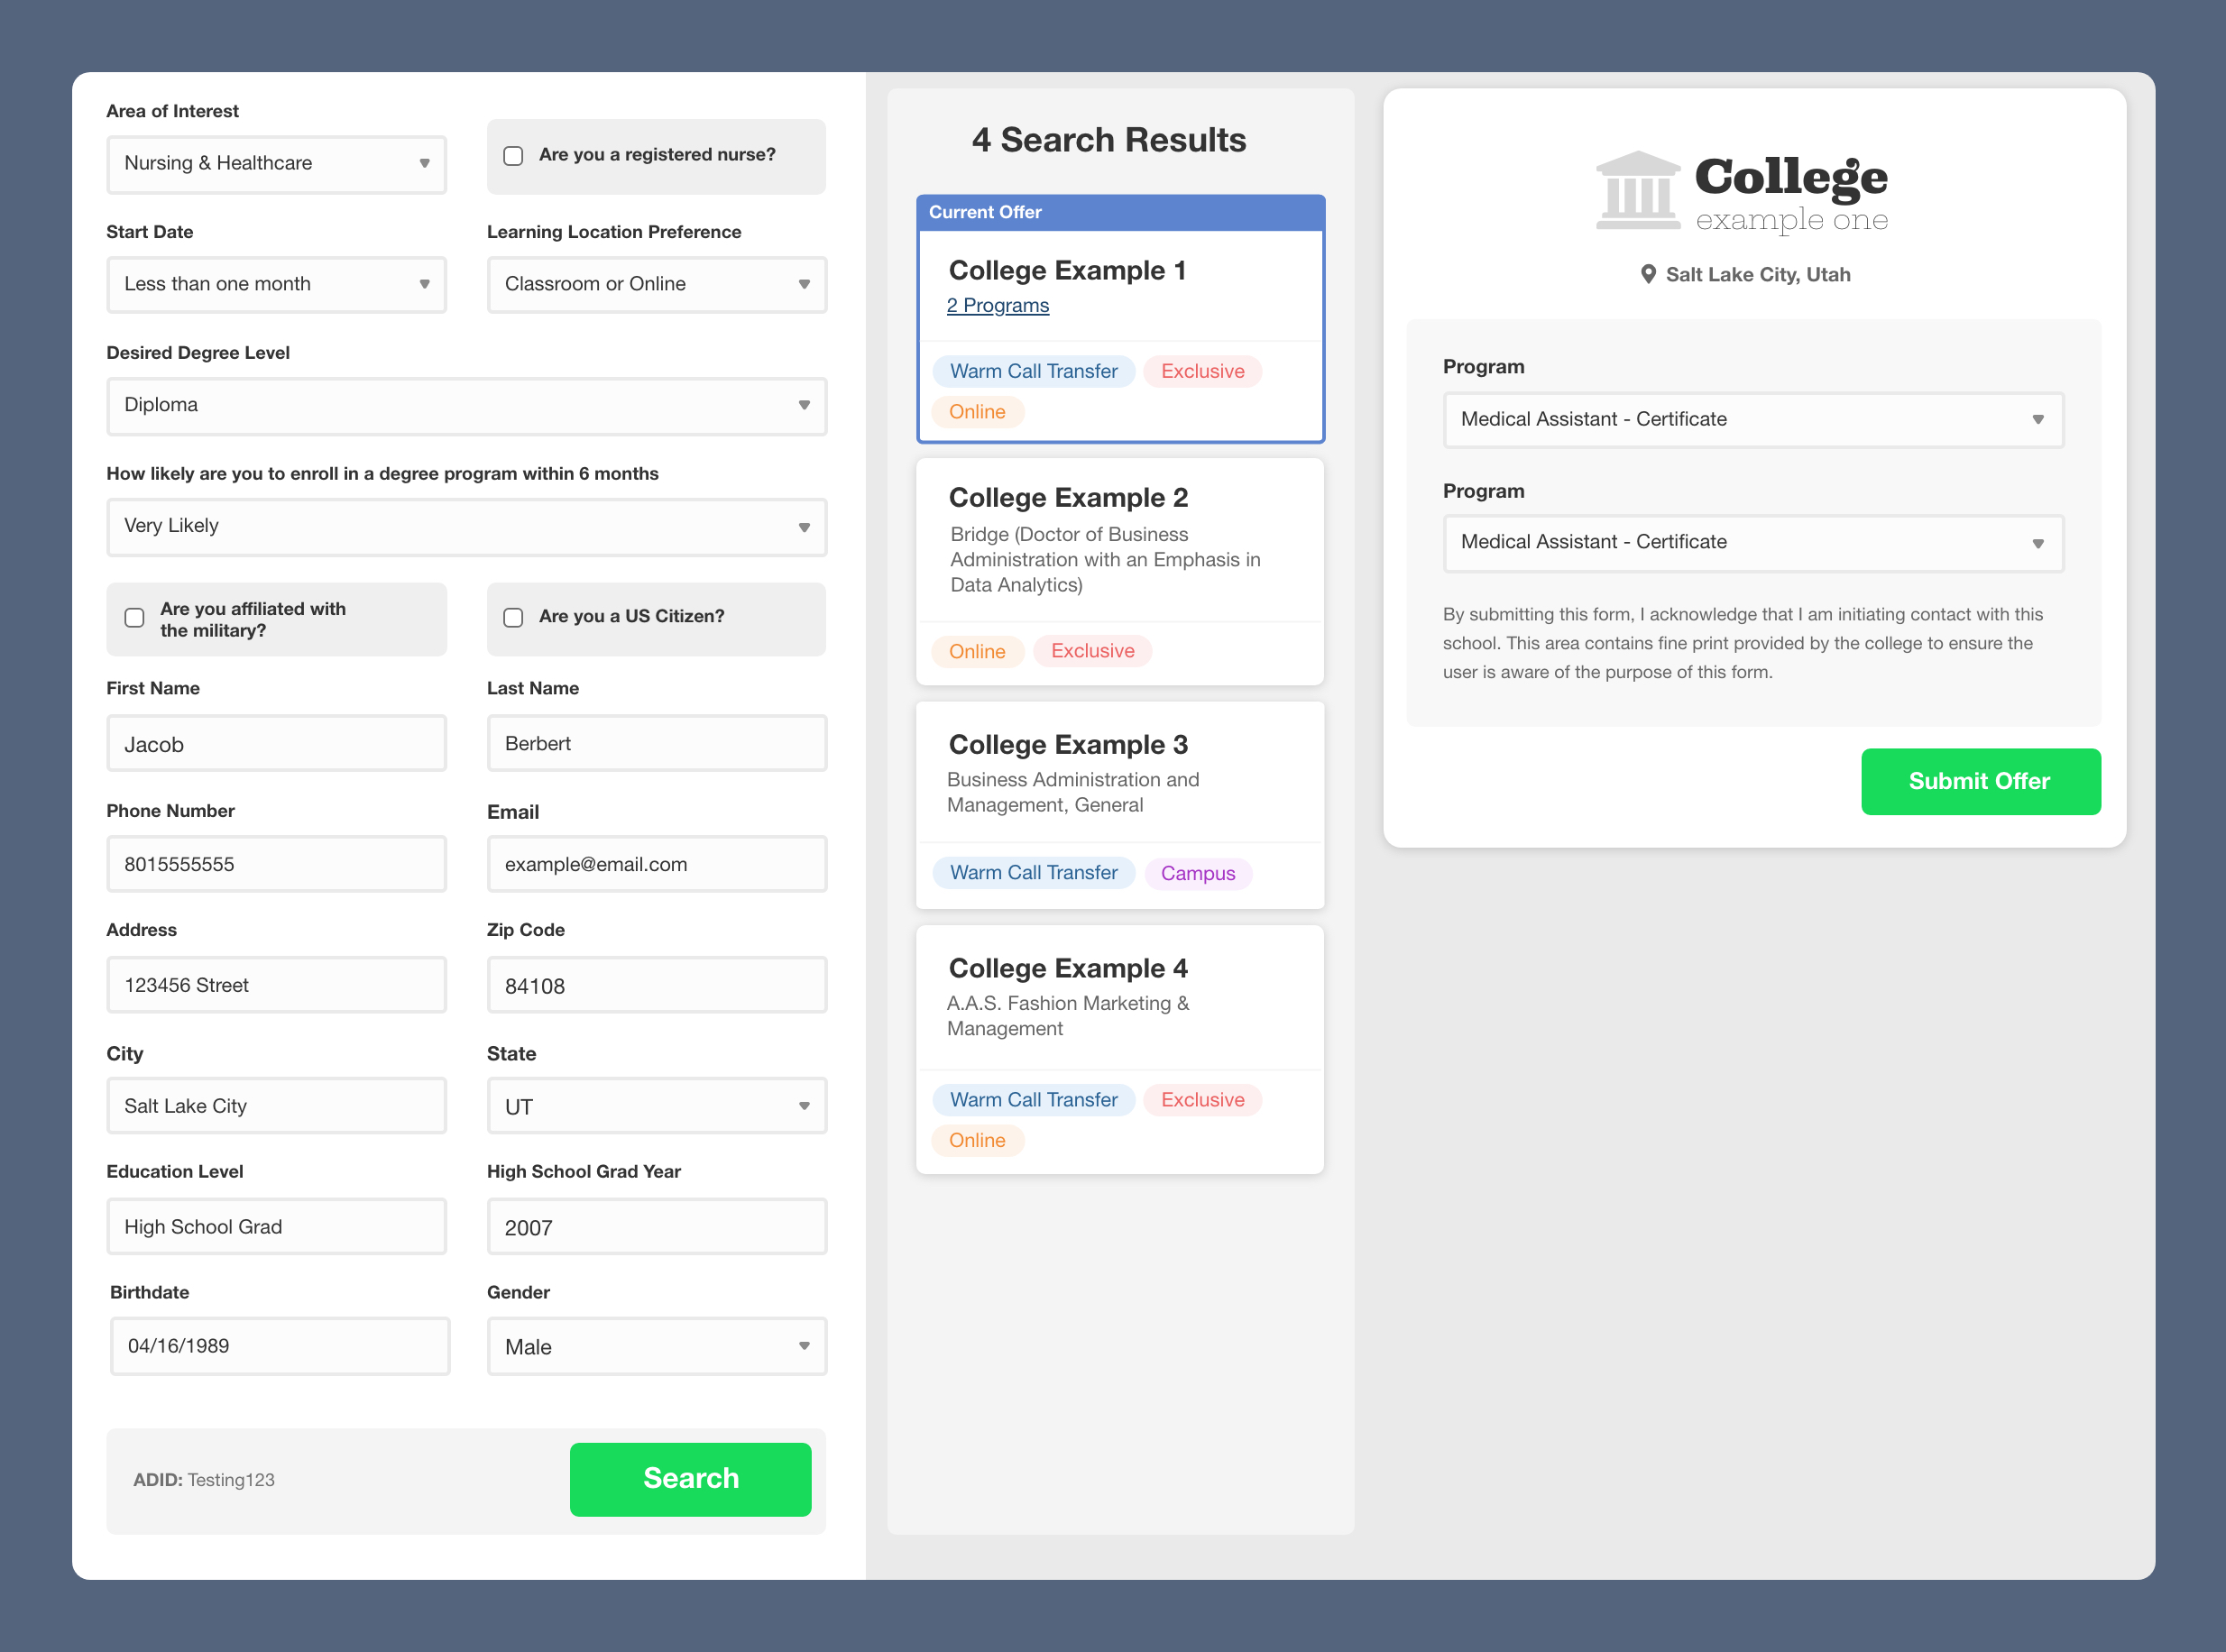 Area of Interest
Nursing & Healthcare
Are you a registered nurse?
Start Date
Less than one month
Learning Location Preference
Classroom or Online
Desired Degree Level
Diploma
How likely are you to enroll in a degree program within 6 months
Very Likely
Are you affiliated with
the military?
Are you a US Citizen?
First Name
Jacob
Last Name
Berbert
Phone Number
8015555555
Email
example@email.com
Address
123456 Street
Zip Code
84108
City
Salt Lake City
State
UT
Education Level
High School Grad
High School Grad Year
2007
Birthdate
04/16/1989
Gender
Male
ADID: Testing123
Search
4 Search Results
Current Offer
College Example 1
2 Programs
Warm Call Transfer
Exclusive
Online
College Example 2
Bridge (Doctor of Business
Administration with an Emphasis in
Data Analytics)
Online
Exclusive
College Example 3
Business Administration and
Management, General
Warm Call Transfer
Campus
College Example 4
A.A.S. Fashion Marketing &
Management
Warm Call Transfer
Exclusive
Online
College
example one
Salt Lake City, Utah
Program
Medical Assistant - Certificate
Program
Medical Assistant - Certificate
By submitting this form, I acknowledge that I am initiating contact with this
school. This area contains fine print provided by the college to ensure the
user is aware of the purpose of this form.
Submit Offer